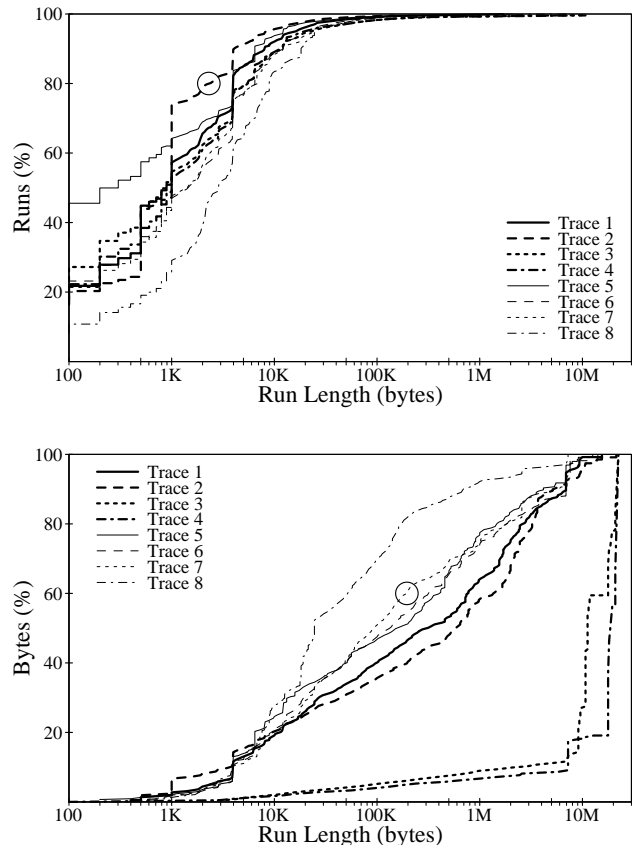 100
80
60
40
20
Runs (%)
Trace 1
Trace 2
Trace 3
Trace 4
Trace 5
Trace 6
Trace 7
Trace 8
100 1K 10K 100K 1M 10M
Run Length (bytes)
100
80
60
40
20
Bytes (%)
Trace 1
Trace 2
Trace 3
Trace 4
Trace 5
Trace 6
Trace 7
Trace 8
100 1K 10K 100K 1M 10M
Run Length (bytes)